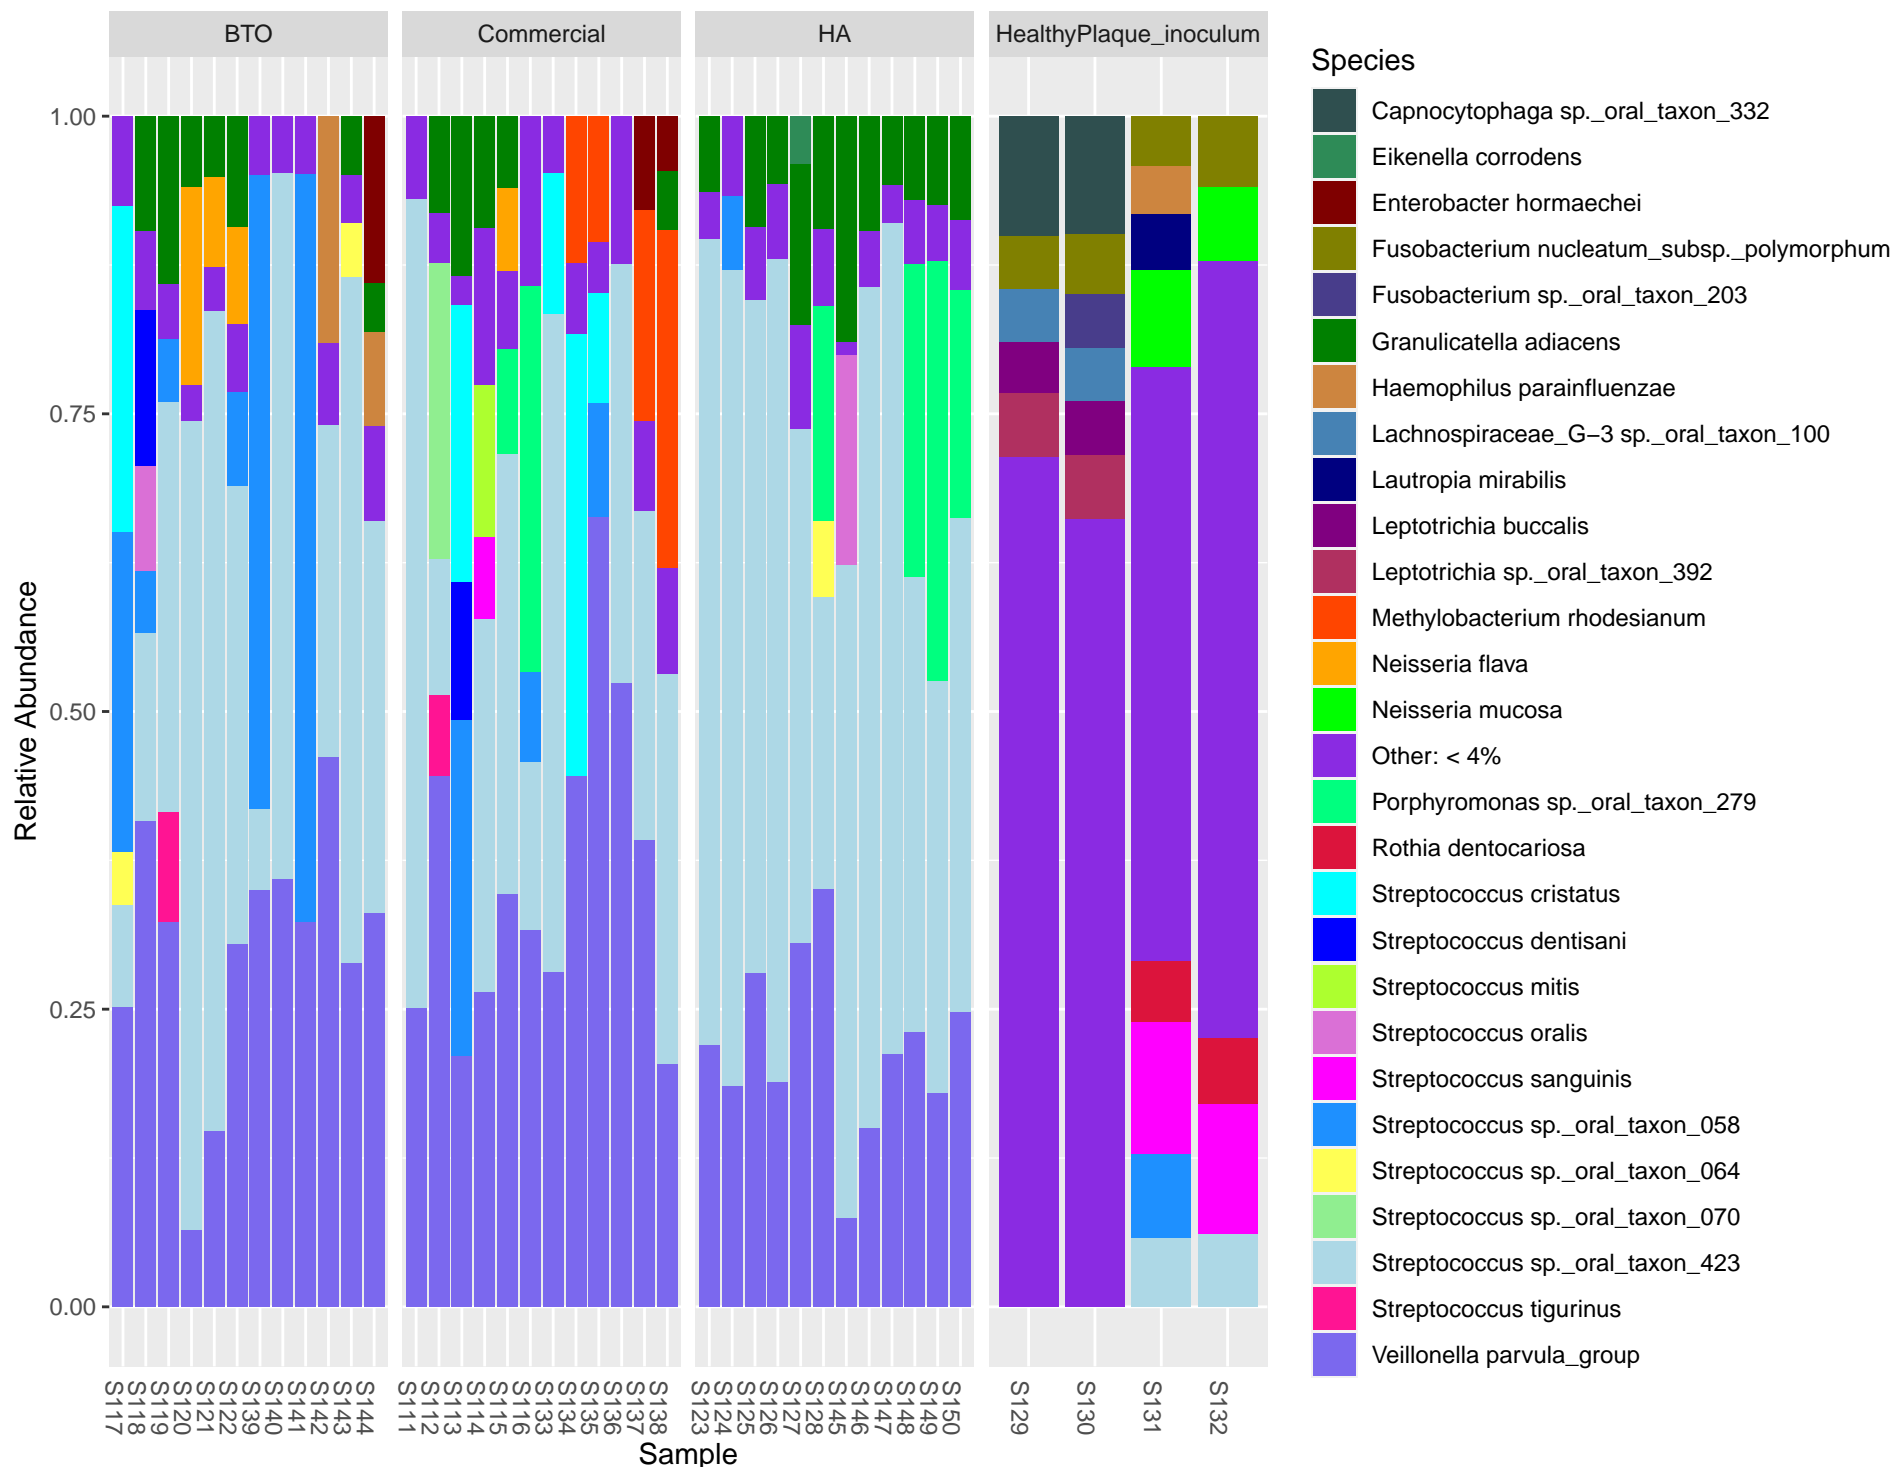 BTO
Commercial
HA
HealthyPlaque_inoculum
Species
Capnocytophaga sp._oral_taxon_332
Eikenella corrodens
Enterobacter hormaechei
Fusobacterium nucleatum_subsp._polymorphum
Fusobacterium sp._oral_taxon_203
Granulicatella adiacens
Haemophilus parainfluenzae
Lachnospiraceae_G−3 sp._oral_taxon_100
Lautropia mirabilis
Leptotrichia buccalis
Leptotrichia sp._oral_taxon_392
Methylobacterium rhodesianum
Neisseria flava
Neisseria mucosa
Other: < 4%
Porphyromonas sp._oral_taxon_279
Rothia dentocariosa
Streptococcus cristatus
Streptococcus dentisani
Streptococcus mitis
Streptococcus oralis
Streptococcus sanguinis
Streptococcus sp._oral_taxon_058
Streptococcus sp._oral_taxon_064
Streptococcus sp._oral_taxon_070
Streptococcus sp._oral_taxon_423
Streptococcus tigurinus
Veillonella parvula_group
Relative Abundance
1.00
0.75
0.50
0.25
0.00
S117
S118
S119
S120
S121
S122
S139
S140
S141
S142
S143
S144
S111
S112
S113
S114
S115
S116
S133
S134
S135
S136
S137
S138
S123
S124
S125
S126
S127
S128
S145
S146
S147
S148
S149
S150
S129
S130
S131
S132
Sample